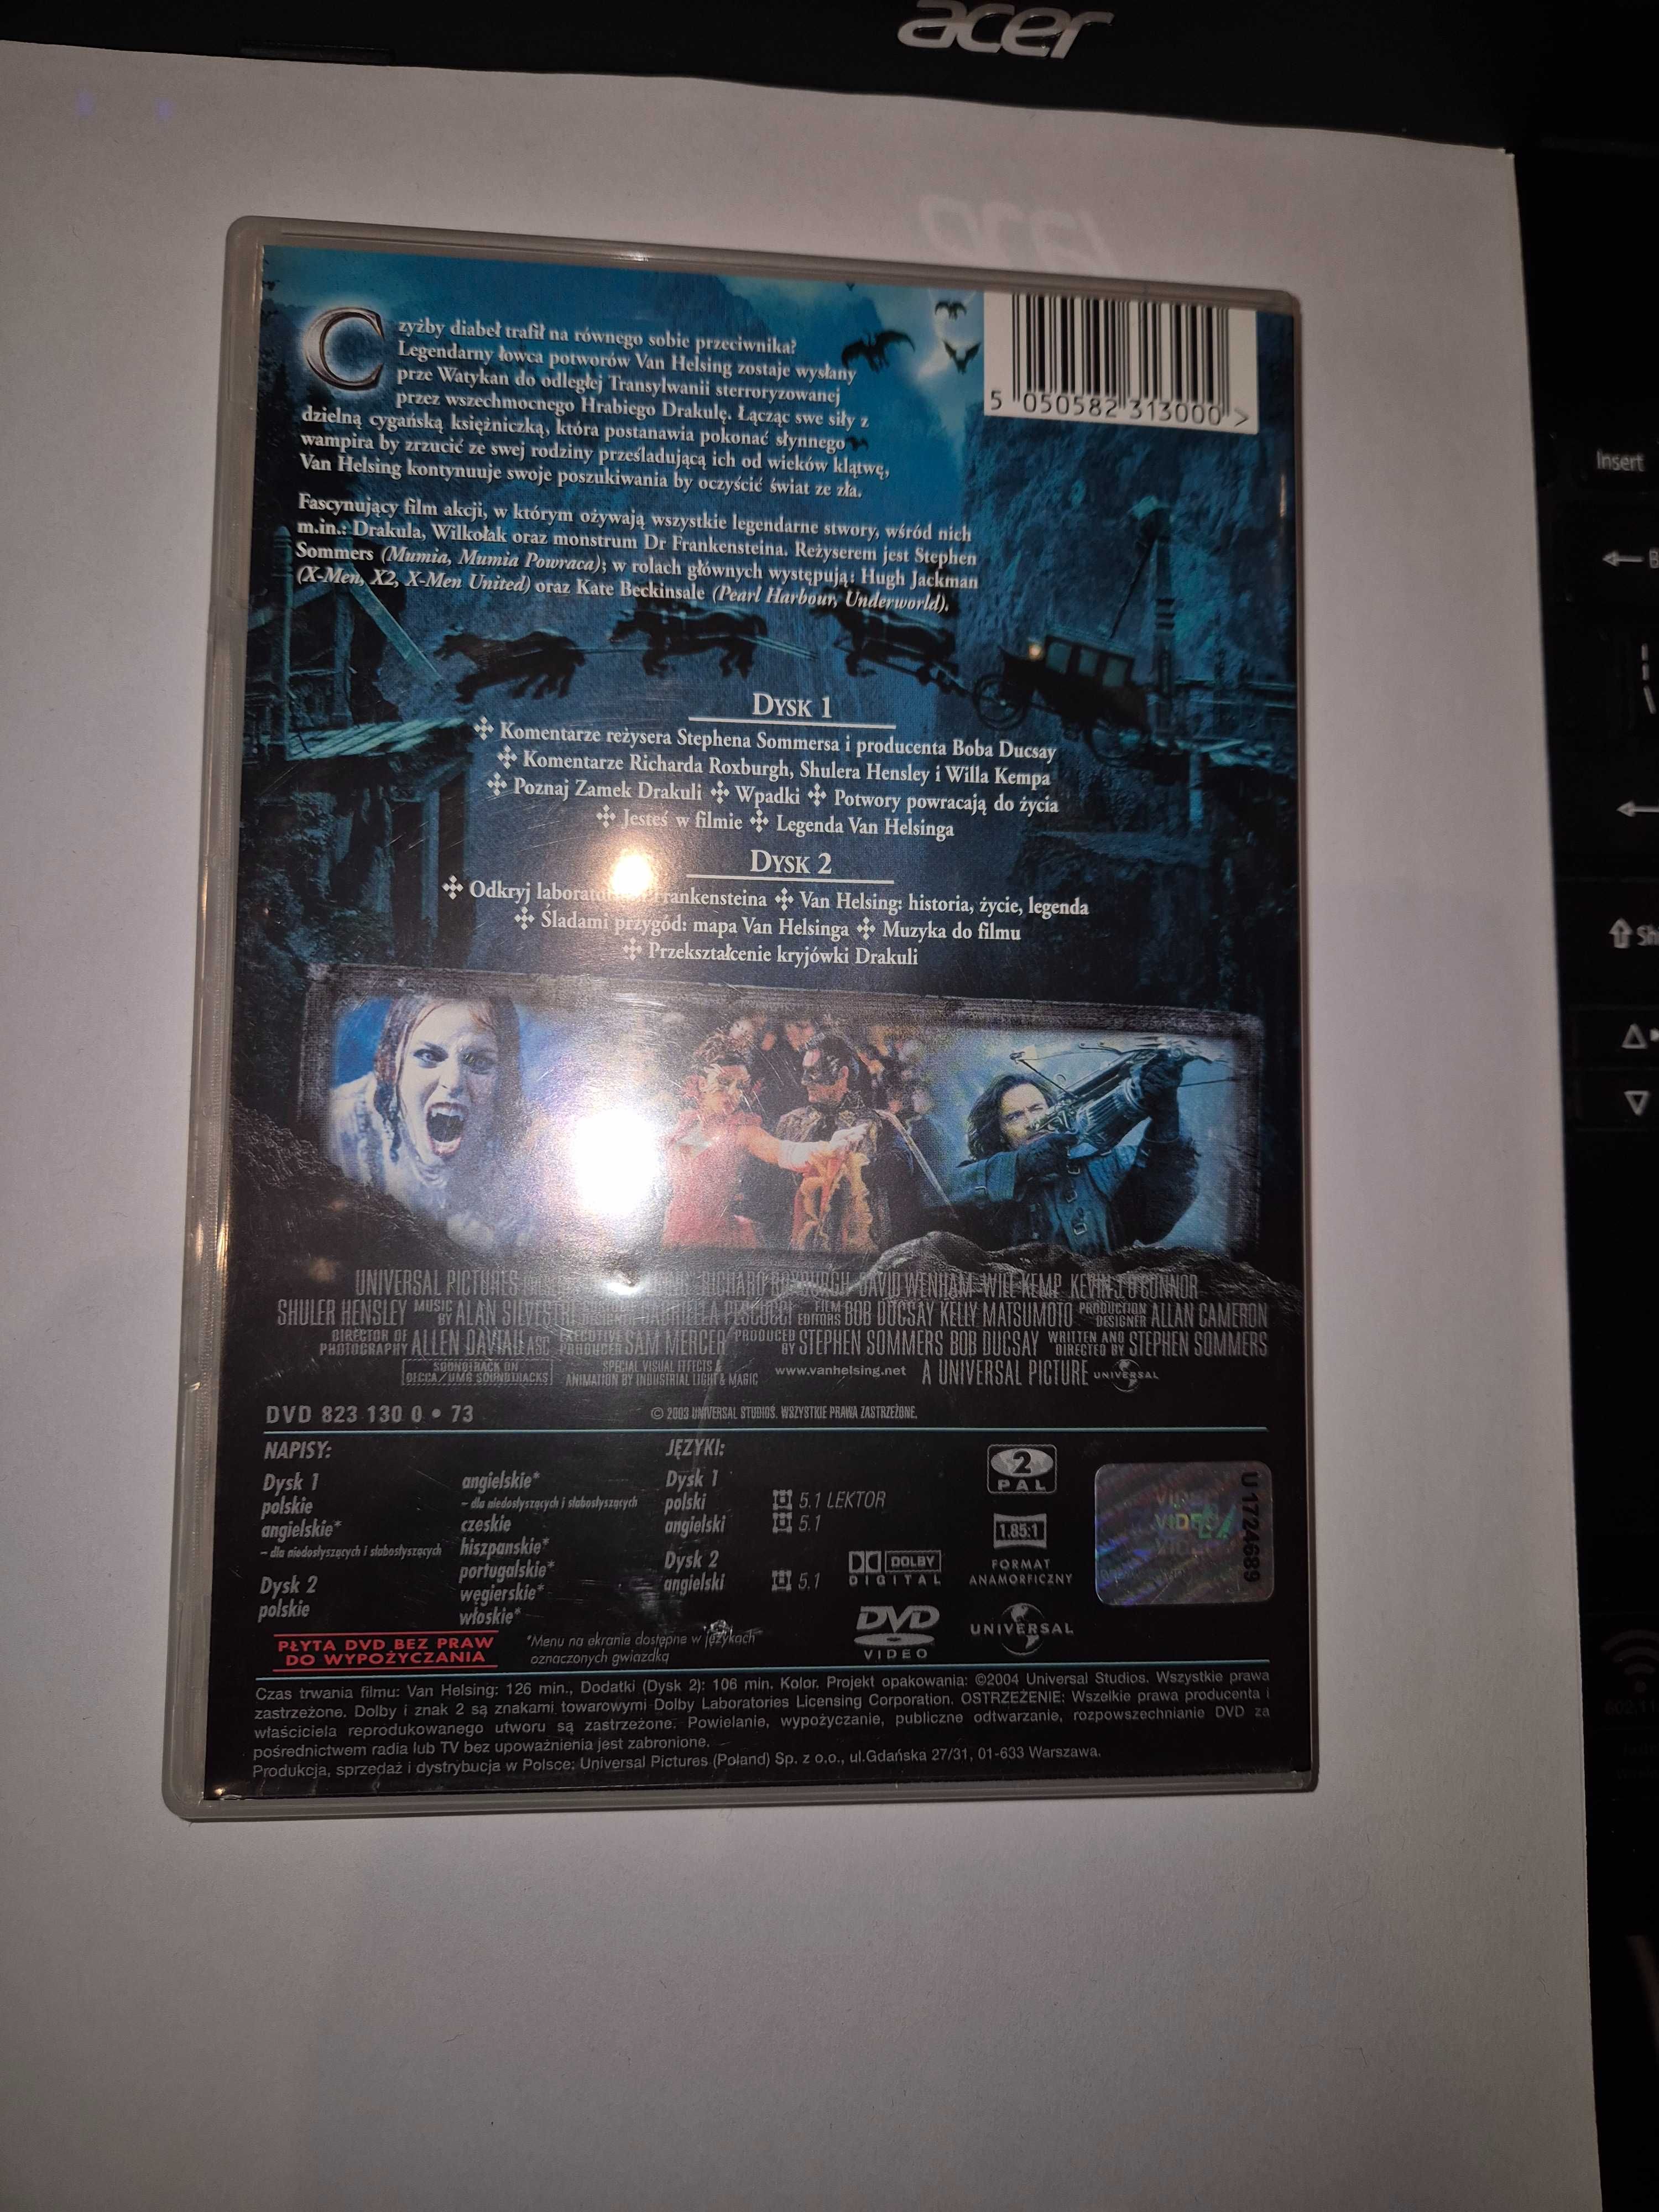 acer
Insert
Czyżby diabeł trafił na równego sobie przeciwnika?
Legendarny łowca potworów Van Helsing zostaje wysłany
prze Watykan do odległej Transylwanii sterroryzowanej
przez wszechmocnego Hrabiego Drakulę. Łącząc swe siły z
dzielną cygańską księżniczką, która postanawia pokonać słynnego
wampira by zrzucić ze swej rodziny prześladującą ich od wieków klątwę,
Van Helsing kontynuuje swoje poszukiwania by oczyścić świat ze zła.
5 050582 313000 >
Fascynujący film akcji, w którym ożywają wszystkie legendarne stwory, wśród nich
m.in.: Drakula, Wilkołak oraz monstrum Dr Frankensteina. Reżyserem jest Stephen
Sommers (Mumia, Mumia Powraca); w rolach głównych występują: Hugh Jackman
(X-Men, X2, X-Men United) oraz Kate Beckinsale (Pearl Harbour, Underworld).
Dysk 1
Komentarze reżysera Stephena Sommersa i producenta Boba Ducsay
Komentarze Richarda Roxburgh, Shulera Hensley i Willa Kempa
Poznaj Zamek Drakuli Wpadki Potwory powracają do życia
Jesteś w filmie Legenda Van Helsinga
Dysk 2
Odkryj Frankensteina Van Helsing: historia, życie, legenda
Śladami przygód: mapa Van Helsinga Muzyka do filmu
Przekształcenie kryjówki Drakuli
UNIVERSAL PICTURES RICHARD ROXBURGH DAVID WENHAM WILL KEMP KEVIN J. O'CONNOR
SHULER HENSLEY MUSIC BY ALAN SILVESTRI DESIGNER GABRIELLA PESCUCCI FILM EDITORS BOB DUCSAY KELLY MATSUMOTO PRODUCTION DESIGNER ALLAN CAMERON
DIRECTOR OF PHOTOGRAPHY ALLEN DAVIAU ASC EXECUTIVE PRODUCER SAM MERCER PRODUCED BY STEPHEN SOMMERS BOB DUCSAY WRITTEN AND DIRECTED BY STEPHEN SOMMERS
SOUNDTRACK ON DECCA/UMG SOUNDTRACKS SPECIAL VISUAL EFFECTS & ANIMATION BY INDUSTRIAL LIGHT & MAGIC www.vanhelsing.net A UNIVERSAL PICTURE UNIVERSAL
DVD 823 130 0 • 73
© 2003 UNIVERSAL STUDIOS. WSZYSTKIE PRAWA ZASTRZEŻONE.
NAPISY:
Dysk 1
polskie
angielskie*
– dla niedosłyszących i słabosłyszących
Dysk 2
polskie
angielskie*
– dla niedosłyszących i słabosłyszących
czeskie
hiszpańskie*
portugalskie*
węgierskie*
włoskie*
JĘZYKI:
Dysk 1
polski 5.1 LEKTOR
angielski 5.1
Dysk 2
angielski 5.1
DOLBY
DIGITAL
DVD
VIDEO
2
PAL
1.85:1
FORMAT
ANAMORFICZNY
UNIVERSAL
VIDEO
VIDEO
VIDEO
U 1724689
PŁYTA DVD BEZ PRAW
DO WYPOŻYCZANIA
*Menu na ekranie dostępne w językach
oznaczonych gwiazdką
Czas trwania filmu: Van Helsing: 126 min., Dodatki (Dysk 2): 106 min. Kolor. Projekt opakowania: ©2004 Universal Studios. Wszystkie prawa
zastrzeżone. Dolby i znak 2 są znakami towarowymi Dolby Laboratories Licensing Corporation. OSTRZEŻENIE: Wszelkie prawa producenta i
właściciela reprodukowanego utworu są zastrzeżone. Powielanie, wypożyczanie, publiczne odtwarzanie, rozpowszechnianie DVD za
pośrednictwem radia lub TV bez upoważnienia jest zabronione.
Produkcja, sprzedaż i dystrybucja w Polsce: Universal Pictures (Poland) Sp. z o.o., ul.Gdańska 27/31, 01-633 Warszawa.